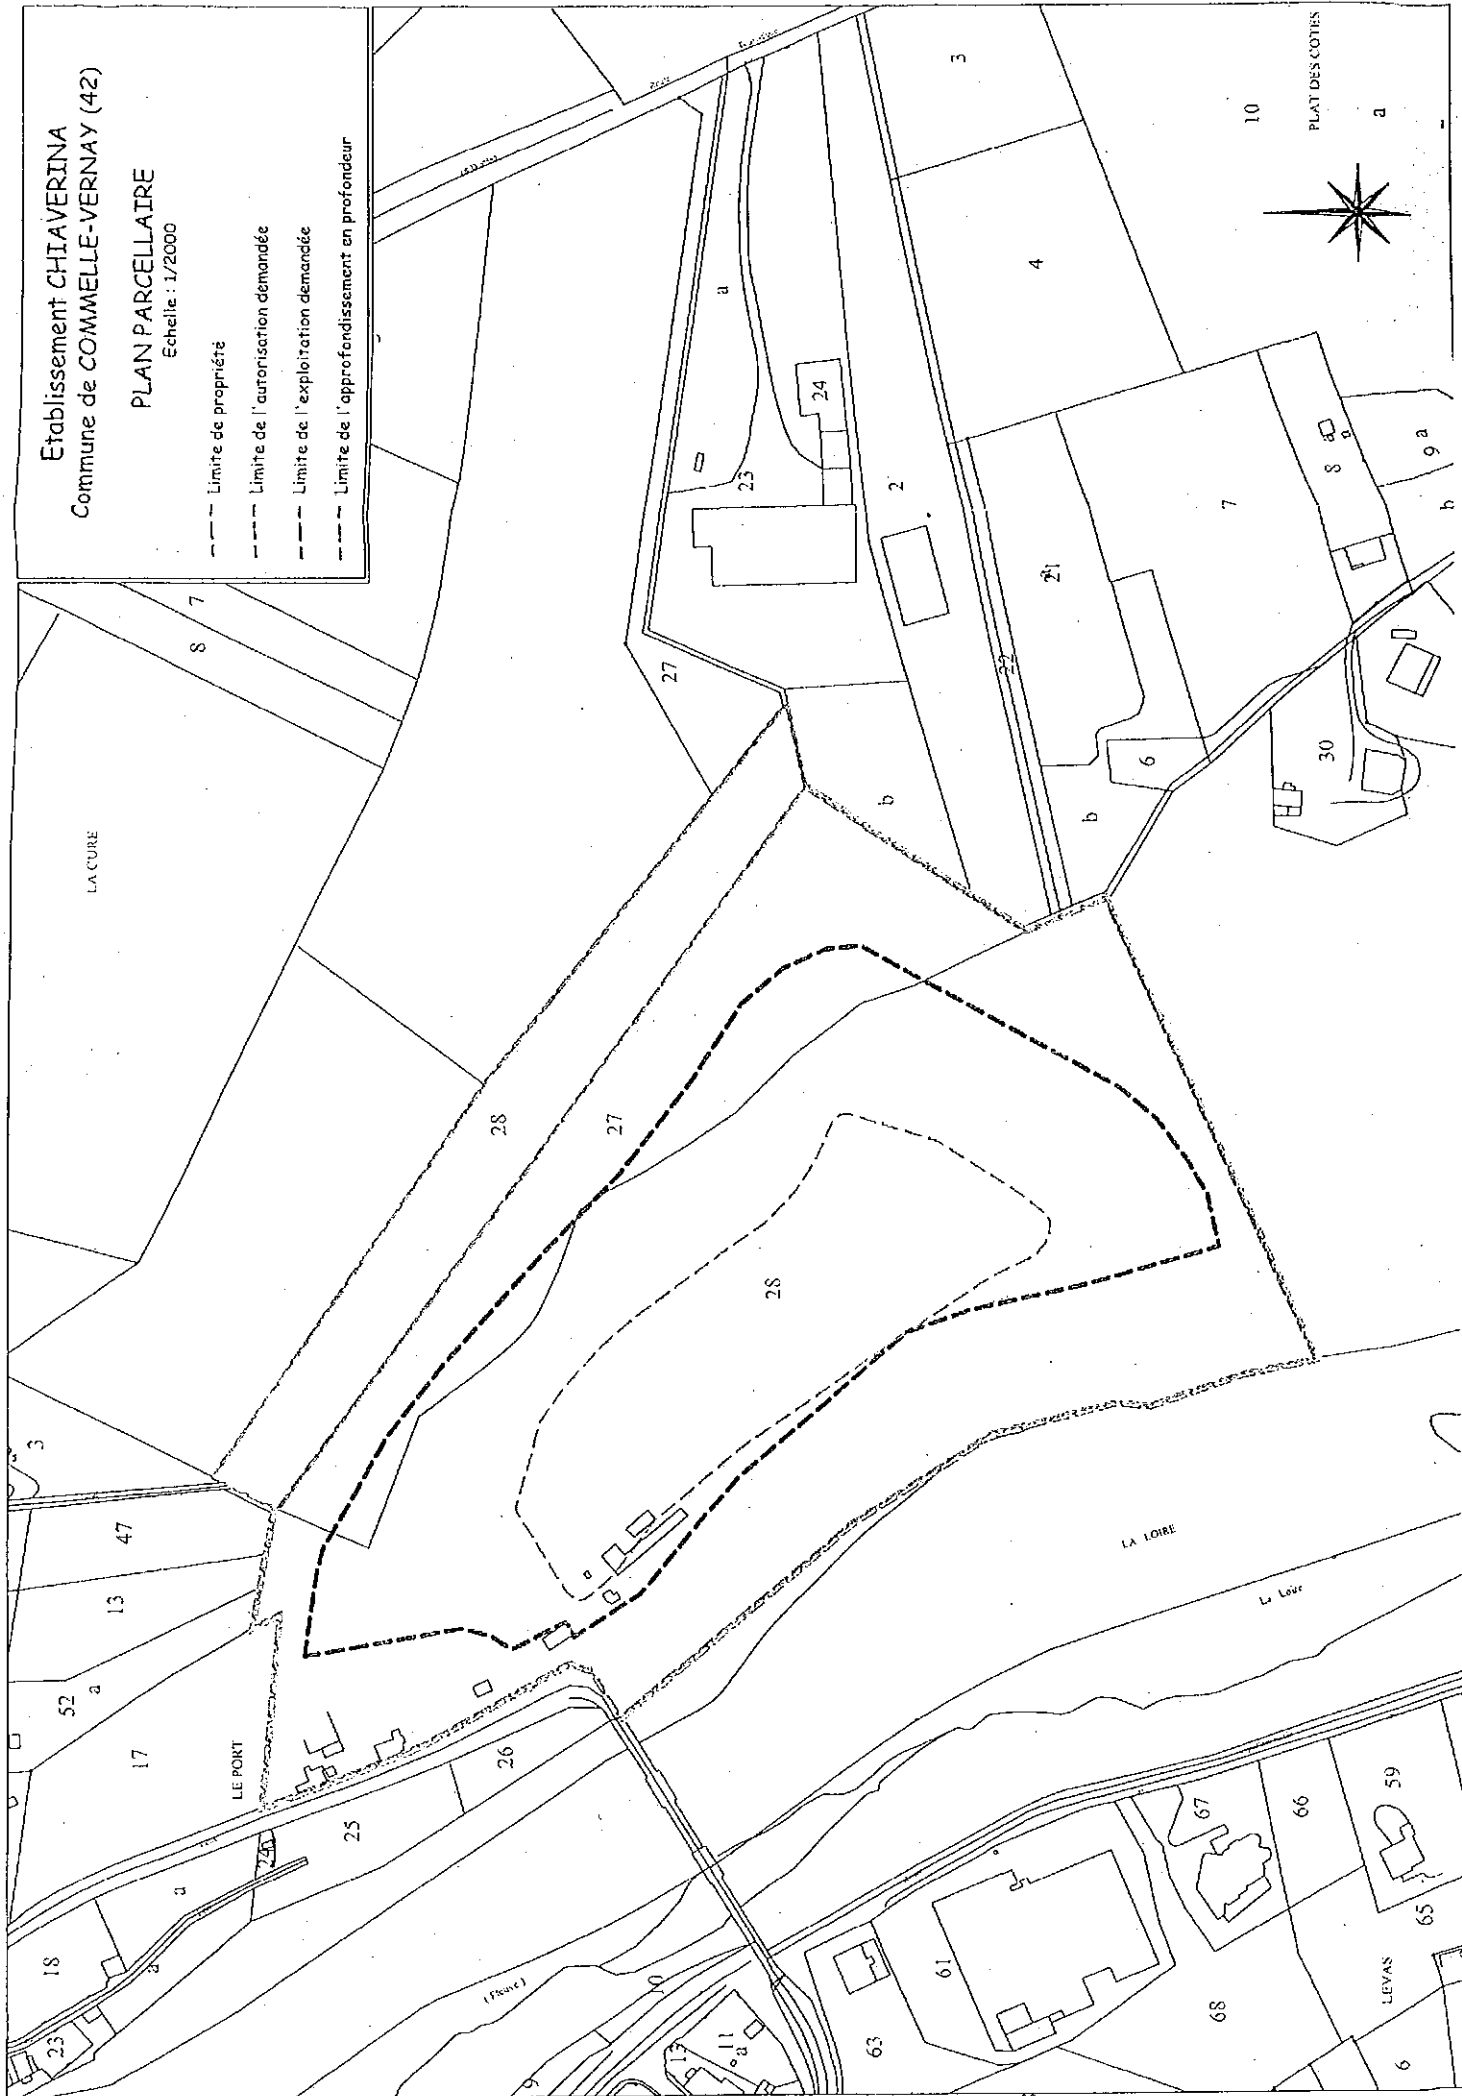 Etablissement CHIAVERINA
Commune de COMMELLE-VERNAY (42)
PLAN PARCELLAIRE
Echelle : 1/2000
Limite de propriété
Limite de l'autorisation demandée
Limite de l'exploitation demandée
Limite de l'approfondissement en profondeur
LA CURE
8
7
3
a
24
23
2
4
10
PLAT DES COTES
a
27
22
21
7
8
a
9
a
b
b
b
6
30
28
27
28
3
47
13
52
a
17
LE PORT
26
25
24
a
18
a
23
LA LOIRE
La Loire
(Fleuve)
10
9
11
a
13
61
63
67
66
59
68
65
LEVAS
6